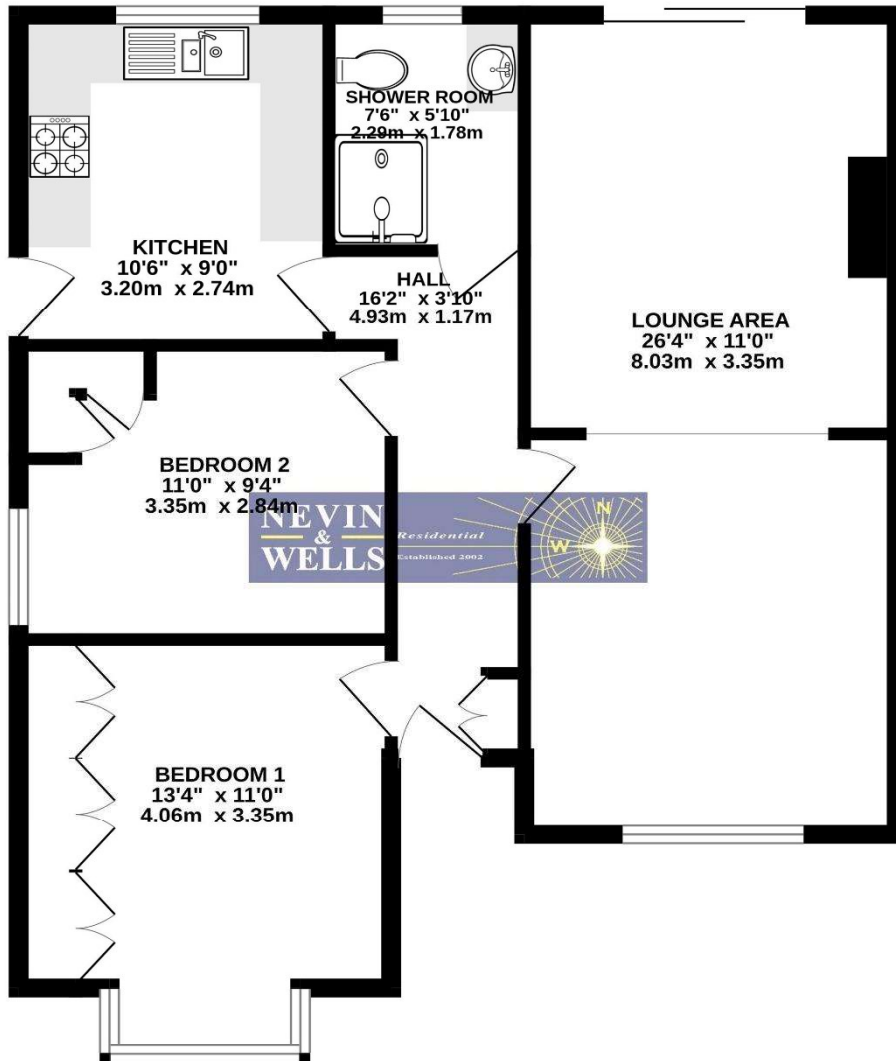 SHOWER ROOM
7'6" x 5'10"
2.29m x 1.78m
KITCHEN
10'6" x 9'0"
3.20m x 2.74m
HALL
16'2" x 3'10"
4.93m x 1.17m
LOUNGE AREA
26'4" x 11'0"
8.03m x 3.35m
BEDROOM 2
11'0" x 9'4"
3.35m x 2.84m
NEVIN
&
WELLS
Residential
Established 2002
N
W
BEDROOM 1
13'4" x 11'0"
4.06m x 3.35m